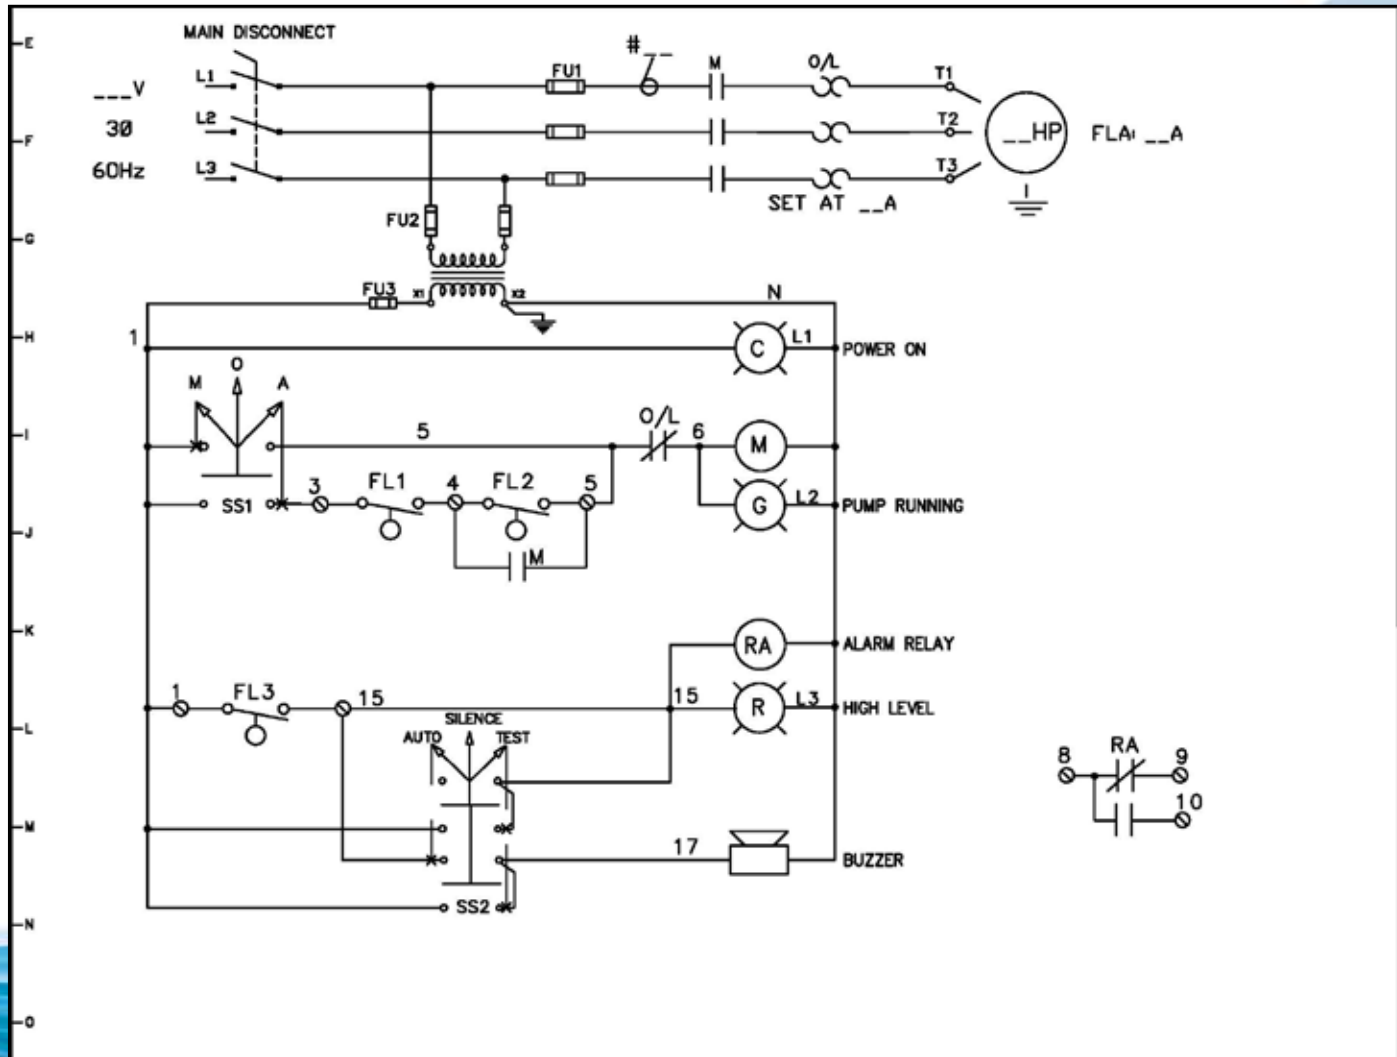 MAIN DISCONNECT
E
#__
FU1
M
O/L
L1
T1
___V
L2
T2
3Ø
__HP
FLA: __A
F
L3
T3
60Hz
SET AT __A
FU2
G
FU3
X1
X2
N
1
L1
H
C
POWER ON
O
M
A
O/L
5
6
I
M
3
FL1
4
FL2
5
SS1
G
L2
PUMP RUNNING
J
M
K
RA
ALARM RELAY
1
FL3
15
15
R
L3
HIGH LEVEL
SILENCE
L
AUTO
TEST
8
RA
9
10
M
17
BUZZER
SS2
N
O